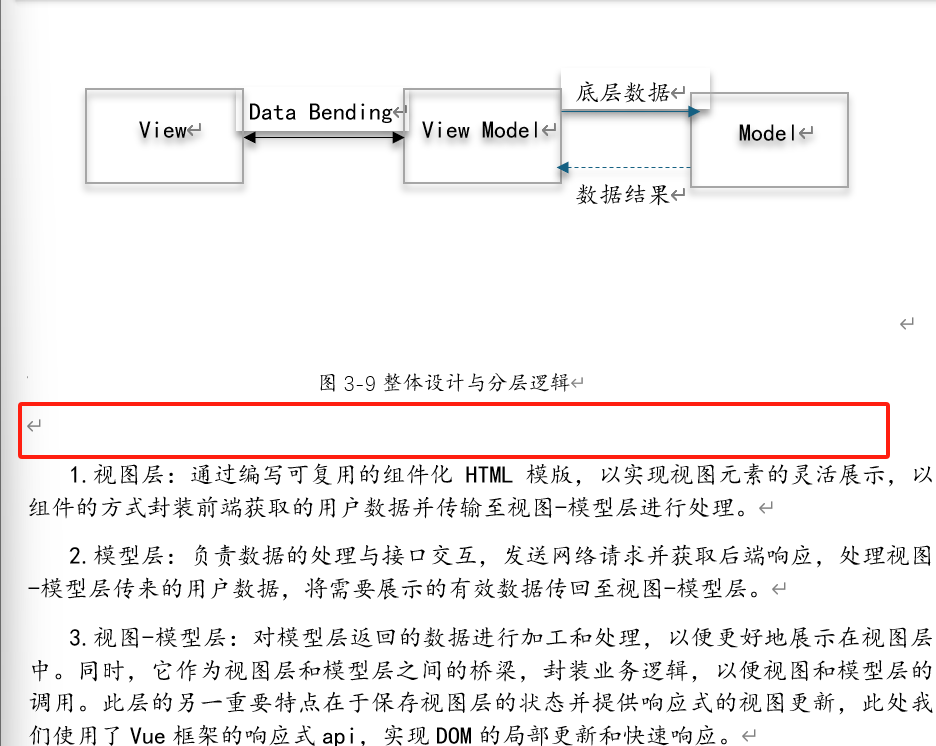 View
Data Bending
View Model
底层数据
Model
数据结果
图 3-9 整体设计与分层逻辑
1.视图层：通过编写可复用的组件化 HTML 模版，以实现视图元素的灵活展示，以
组件的方式封装前端获取的用户数据并传输至视图-模型层进行处理。
2.模型层：负责数据的处理与接口交互，发送网络请求并获取后端响应，处理视图
-模型层传来的用户数据，将需要展示的有效数据传回至视图-模型层。
3.视图-模型层：对模型层返回的数据进行加工和处理，以便更好地展示在视图层
中。同时，它作为视图层和模型层之间的桥梁，封装业务逻辑，以便视图和模型层的
调用。此层的另一重要特点在于保存视图层的状态并提供响应式的视图更新，此处我
们使用了 Vue 框架的响应式 api，实现 DOM 的局部更新和快速响应。